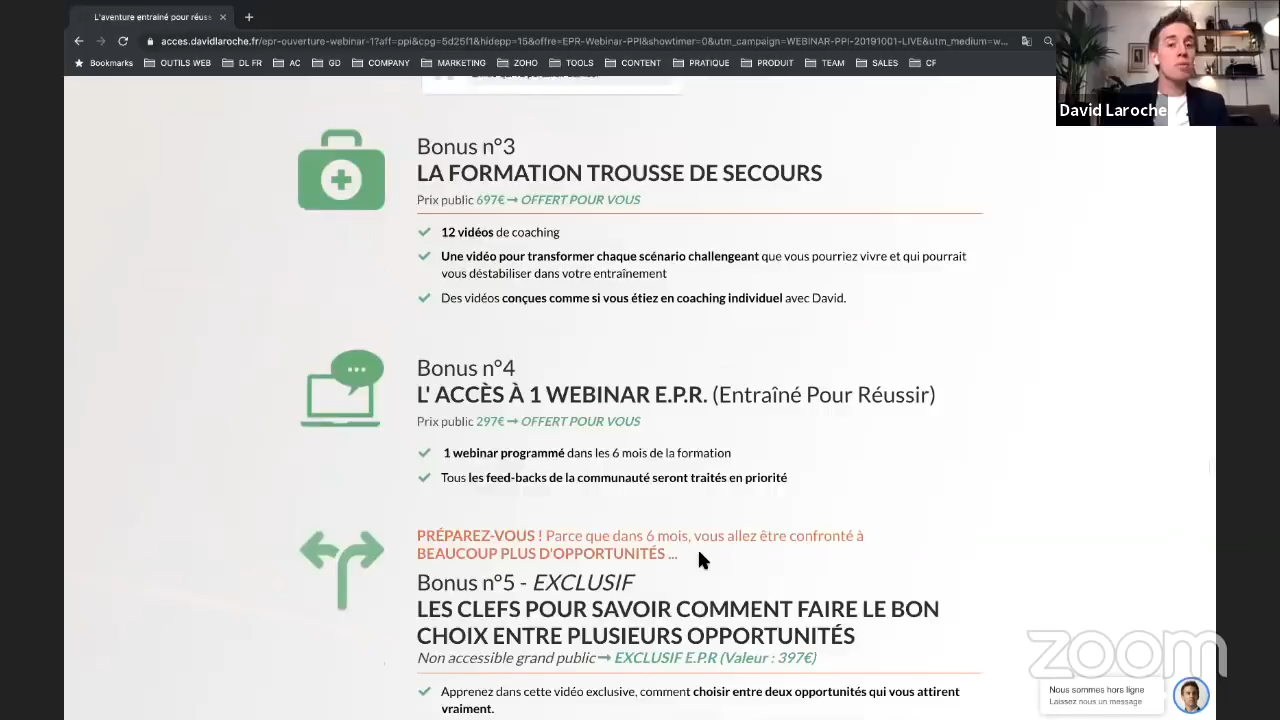 L'aventure entrainé pour réuss
acces.davidlaroche.fr/epr-ouverture-webinar-1?aff=ppi&cpg=5d25f1&hidepp=15&offre=EPR-Webinar-PPI&showtimer=0&utm_campaign=WEBINAR-PPI-20191001-LIVE&utm_medium=w...
Bookmarks OUTILS WEB DL FR AC GD COMPANY MARKETING ZOHO TOOLS CONTENT PRATIQUE PRODUIT TEAM SALES CF
David Laroche
Bonus n°3
LA FORMATION TROUSSE DE SECOURS
Prix public 697€→ OFFERT POUR VOUS
12 vidéos de coaching
Une vidéo pour transformer chaque scénario challengeant que vous pourriez vivre et qui pourrait
vous déstabiliser dans votre entraînement
Des vidéos conçues comme si vous étiez en coaching individuel avec David.
Bonus n°4
L' ACCÈS À 1 WEBINAR E.P.R. (Entraîné Pour Réussir)
Prix public 297€→ OFFERT POUR VOUS
1 webinar programmé dans les 6 mois de la formation
Tous les feed-backs de la communauté seront traités en priorité
PRÉPAREZ-VOUS ! Parce que dans 6 mois, vous allez être confronté à
BEAUCOUP PLUS D'OPPORTUNITÉS ...
Bonus n°5 - EXCLUSIF
LES CLEFS POUR SAVOIR COMMENT FAIRE LE BON
CHOIX ENTRE PLUSIEURS OPPORTUNITÉS
Non accessible grand public→ EXCLUSIF E.P.R (Valeur : 397€)
Apprenez dans cette vidéo exclusive, comment choisir entre deux opportunités qui vous attirent
vraiment.
zoom
Nous sommes hors ligne
Laissez nous un message